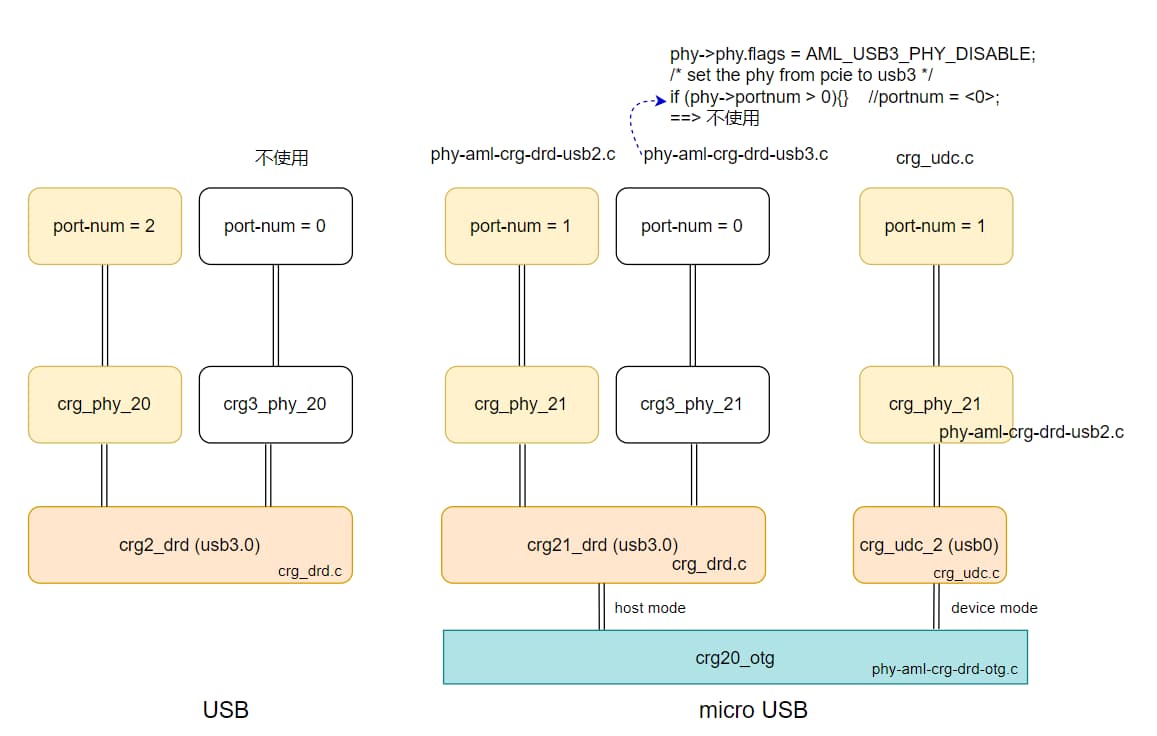 phy->phy.flags = AML_USB3_PHY_DISABLE;
/* set the phy from pcie to usb3 */
if (phy->portnum > 0){}    //portnum = <0>;
==> 不使用
不使用
phy-aml-crg-drd-usb2.c
phy-aml-crg-drd-usb3.c
crg_udc.c
port-num = 2
port-num = 0
port-num = 1
port-num = 0
port-num = 1
crg_phy_20
crg3_phy_20
crg_phy_21
crg3_phy_21
crg_phy_21
phy-aml-crg-drd-usb2.c
crg2_drd (usb3.0)
crg_drd.c
crg21_drd (usb3.0)
crg_drd.c
crg_udc_2 (usb0)
crg_udc.c
host mode
device mode
crg20_otg
phy-aml-crg-drd-otg.c
USB
micro USB